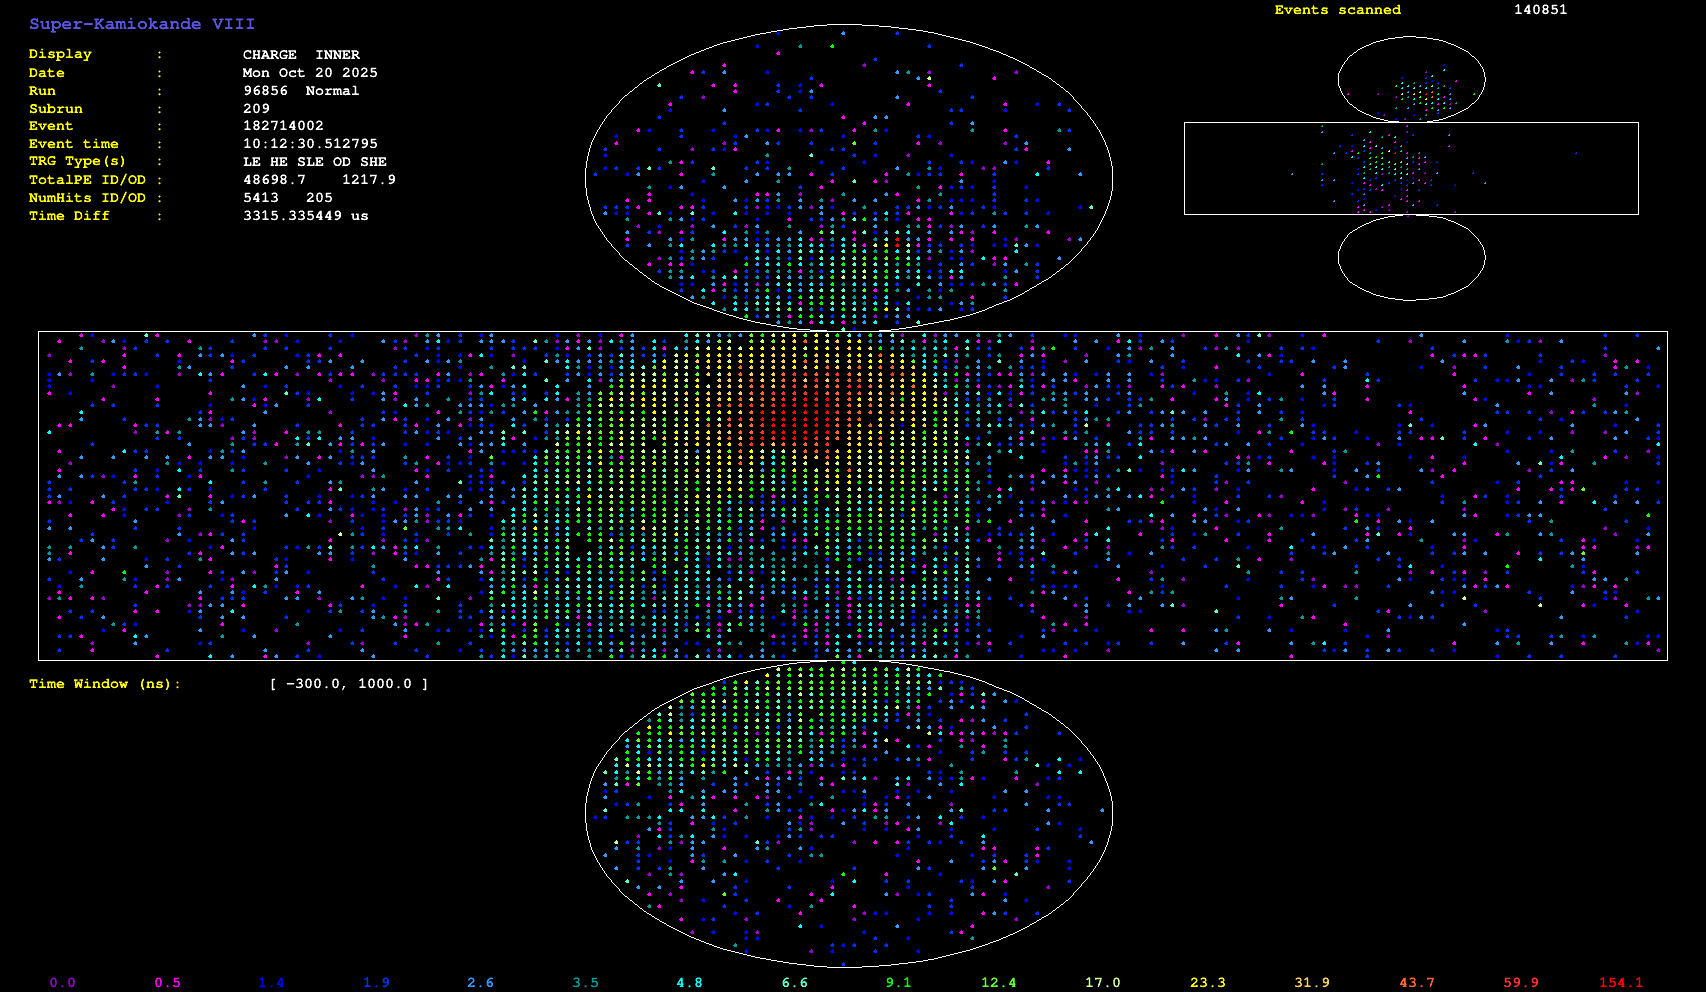 Super-Kamiokande VIII
Display : CHARGE INNER
Date : Mon Oct 20 2025
Run : 96856 Normal
Subrun : 209
Event : 182714002
Event time : 10:12:30.512795
TRG Type(s) : LE HE SLE OD SHE
TotalPE ID/OD : 48698.7 1217.9
NumHits ID/OD : 5413 205
Time Diff : 3315.335449 us
Events scanned 140851
Time Window (ns): [ -300.0, 1000.0 ]
0.0 0.5 1.4 1.9 2.6 3.5 4.8 6.6 9.1 12.4 17.0 23.3 31.9 43.7 59.9 154.1